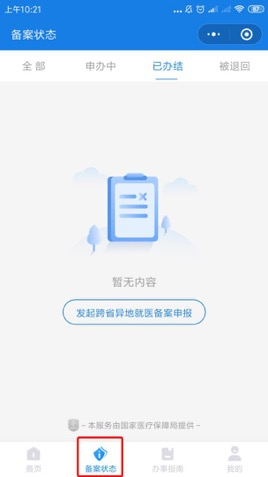 上午10:21
备案状态
全部 申办中 已办结 被退回
暂无内容
发起跨省异地就医备案申报
– 本服务由国家医疗保障局提供 –
首页 备案状态 办事指南 我的